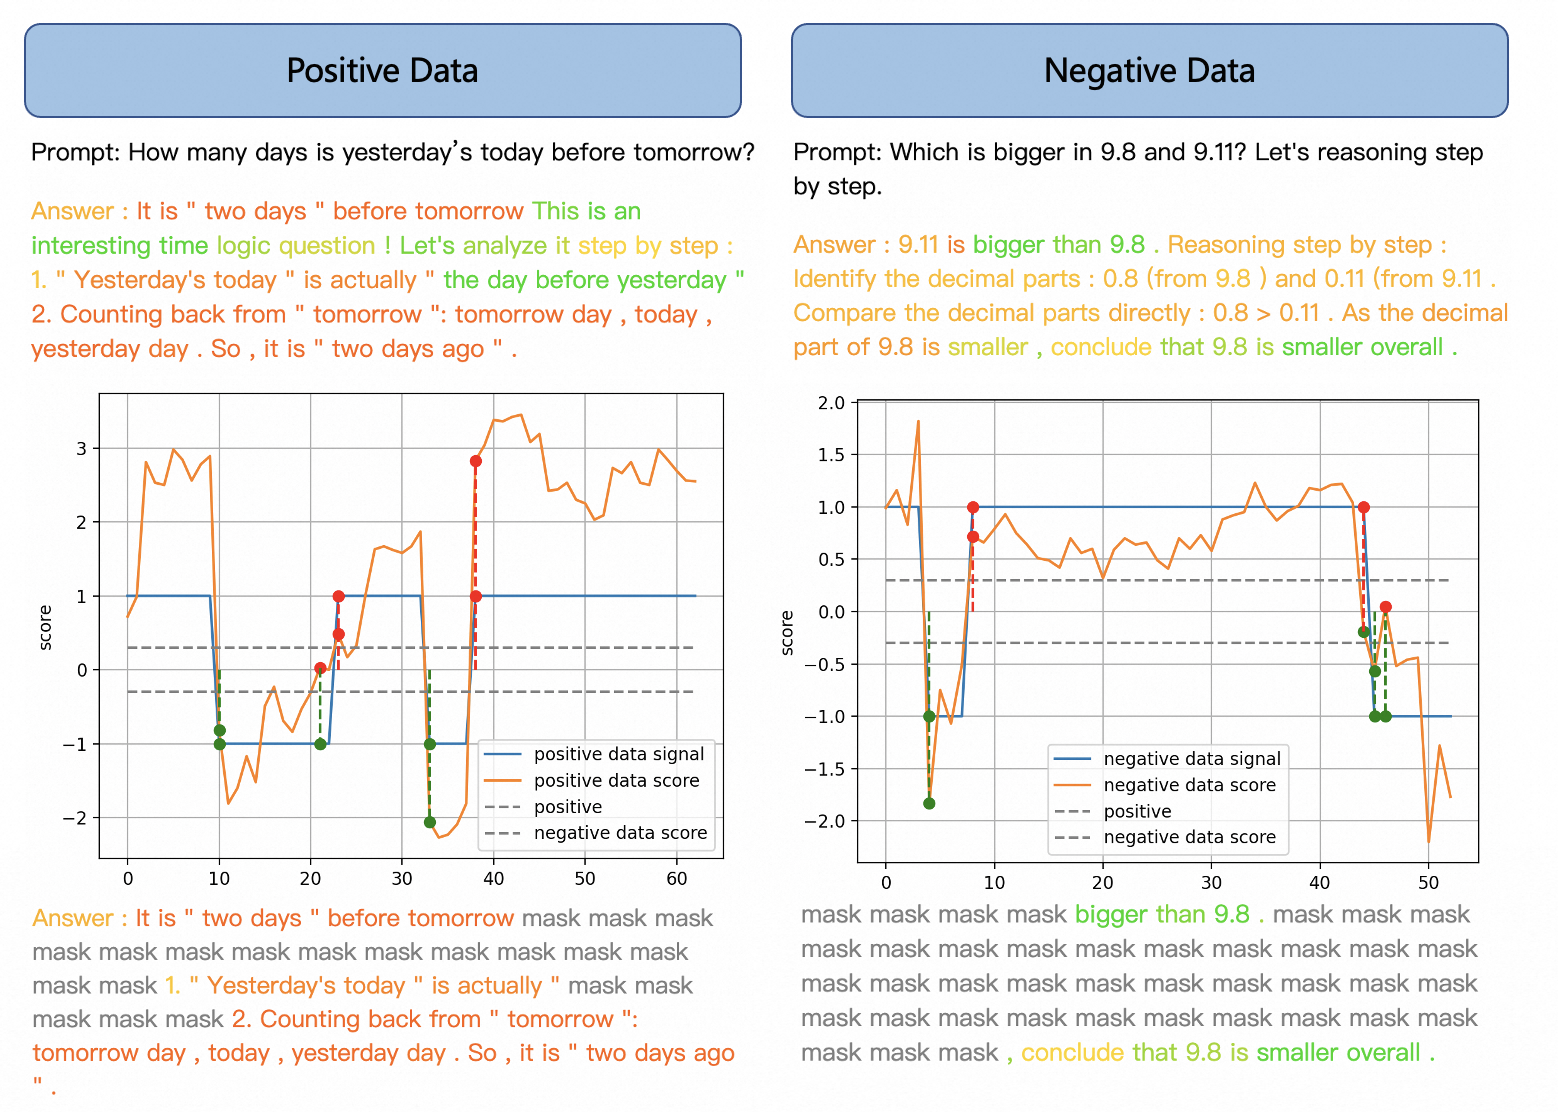 Positive Data
Prompt: How many days is yesterday's today before tomorrow?
Answer : It is " two days " before tomorrow This is an
interesting time logic question ! Let's analyze it step by step :
1. " Yesterday's today " is actually " the day before yesterday "
2. Counting back from " tomorrow ": tomorrow day , today ,
yesterday day . So , it is " two days ago " .
score
3
2
1
0
−1
−2
0 10 20 30 40 50 60
positive data signal
positive data score
positive
negative data score
Answer : It is " two days " before tomorrow mask mask mask
mask mask mask mask mask mask mask mask mask mask
mask mask 1. " Yesterday's today " is actually " mask mask
mask mask mask 2. Counting back from " tomorrow ":
tomorrow day , today , yesterday day . So , it is " two days ago
" .
Negative Data
Prompt: Which is bigger in 9.8 and 9.11? Let's reasoning step
by step.
Answer : 9.11 is bigger than 9.8 . Reasoning step by step :
Identify the decimal parts : 0.8 (from 9.8 ) and 0.11 (from 9.11 .
Compare the decimal parts directly : 0.8 > 0.11 . As the decimal
part of 9.8 is smaller , conclude that 9.8 is smaller overall .
score
2.0
1.5
1.0
0.5
0.0
−0.5
−1.0
−1.5
−2.0
0 10 20 30 40 50
negative data signal
negative data score
positive
negative data score
mask mask mask mask bigger than 9.8 . mask mask mask
mask mask mask mask mask mask mask mask mask mask
mask mask mask mask mask mask mask mask mask mask
mask mask mask mask mask mask mask mask mask mask
mask mask mask , conclude that 9.8 is smaller overall .